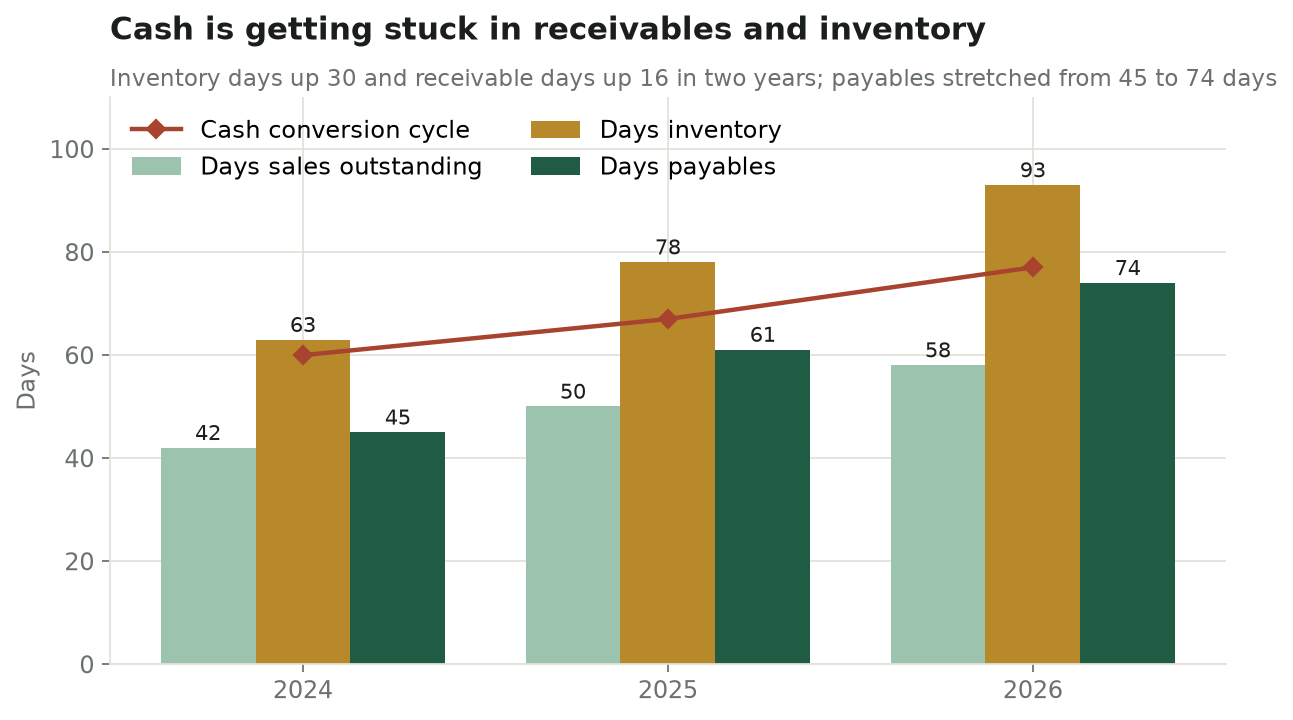 Cash is getting stuck in receivables and inventory
Inventory days up 30 and receivable days up 16 in two years; payables stretched from 45 to 74 days
Cash conversion cycle
Days sales outstanding
Days inventory
Days payables
Days
100
80
60
40
20
0
42
63
45
50
78
61
58
93
74
2024
2025
2026